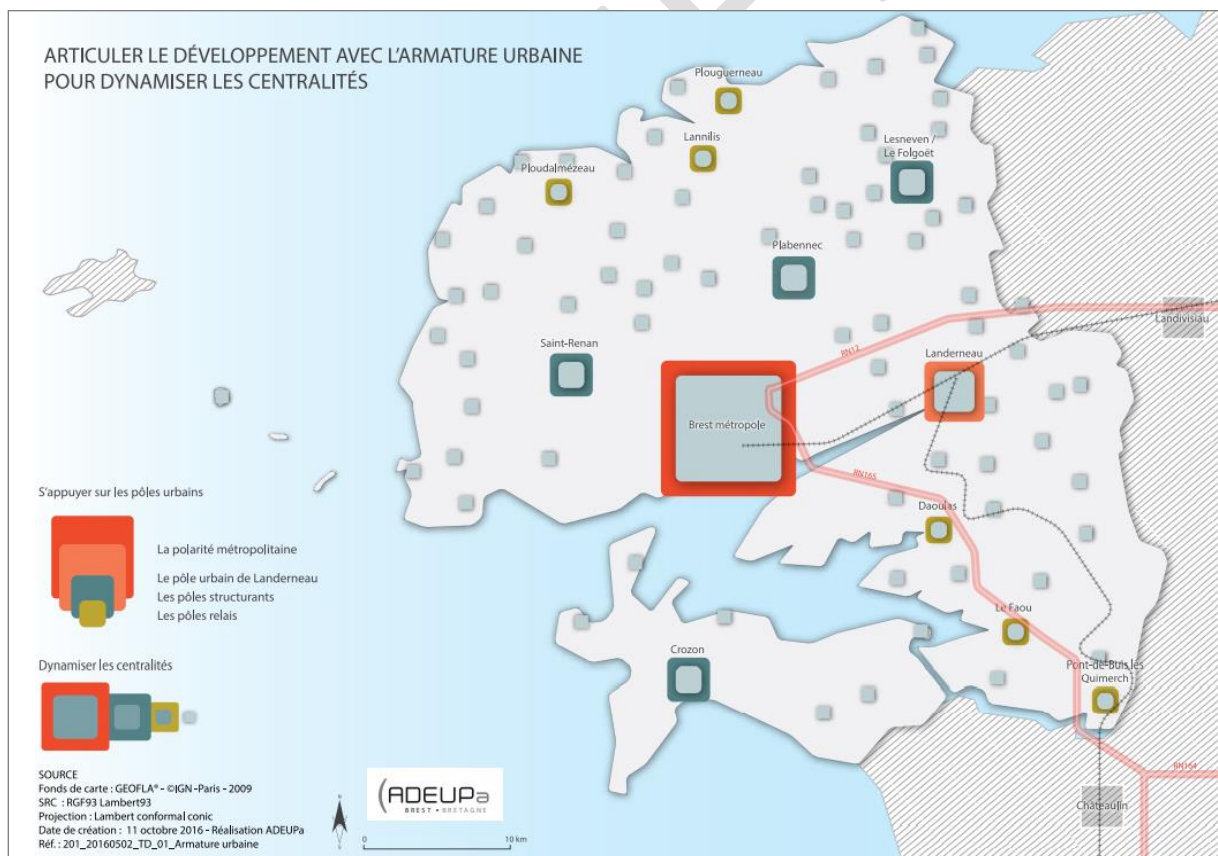 ARTICULER LE DÉVELOPPEMENT AVEC L'ARMATURE URBAINE
POUR DYNAMISER LES CENTRALITÉS
Plouguerneau
Lannilis
Lesneven /
Le Folgoët
Ploudalmézeau
Plabennec
Landivisiau
RN12
Saint-Renan
Landerneau
Brest métropole
RN165
Daoulas
Le Faou
Crozon
Pont-de-Buis les
Quimerch
RN164
Châteaulin
S'appuyer sur les pôles urbains
La polarité métropolitaine
Le pôle urbain de Landerneau
Les pôles structurants
Les pôles relais
Dynamiser les centralités
SOURCE
Fonds de carte : GEOFLA® - ©IGN -Paris - 2009
SRC : RGF93 Lambert93
Projection : Lambert conformal conic
Date de création : 11 octobre 2016 - Réalisation ADEUPa
Réf. : 201_20160502_TD_01_Armature urbaine
ADEUPa
BREST • BRETAGNE
N
0 10 km